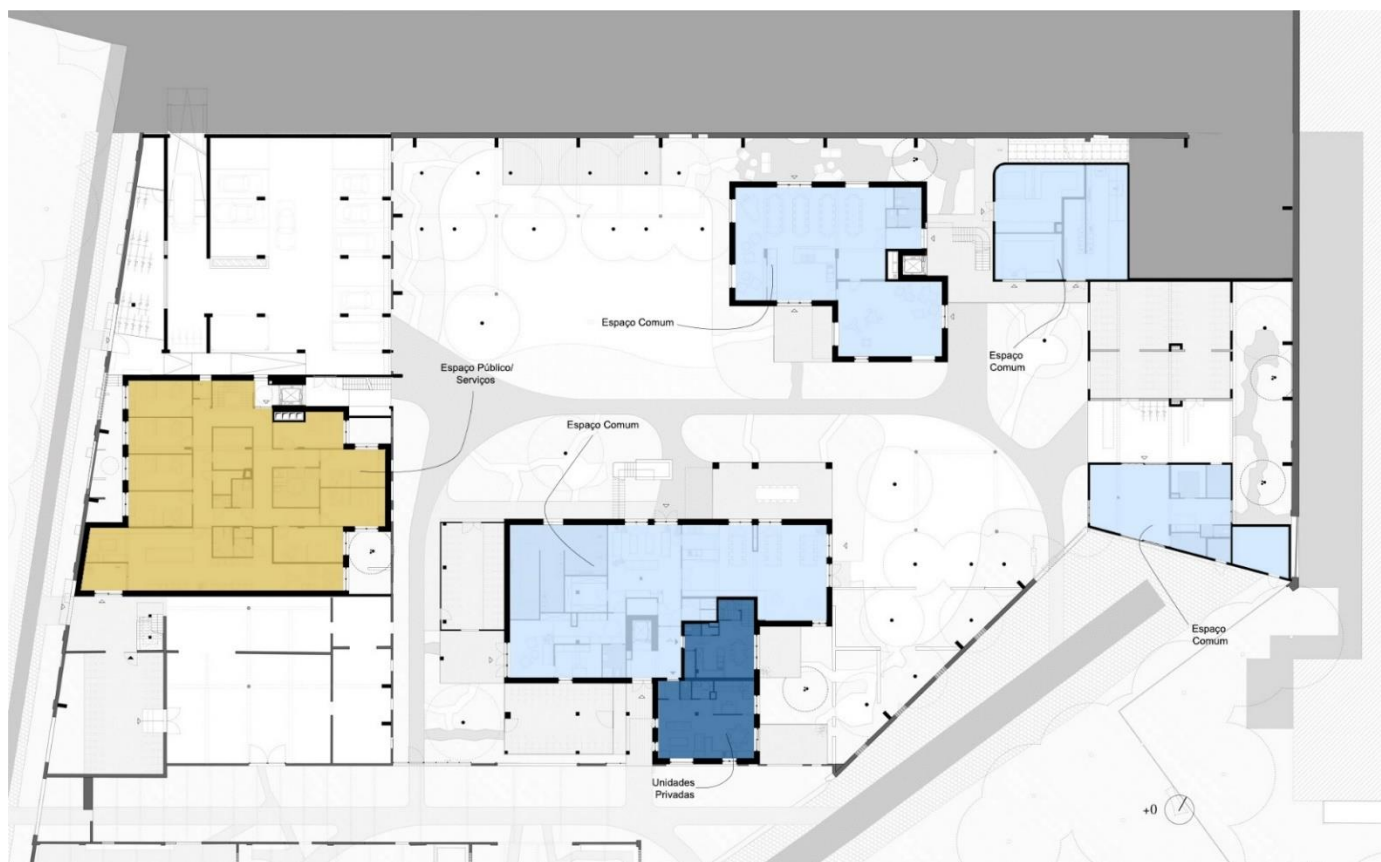 Espaço Comum
Espaço Público/
Serviços
Espaço
Comum
Espaço Comum
Espaço
Comum
Unidades
Privadas
+0